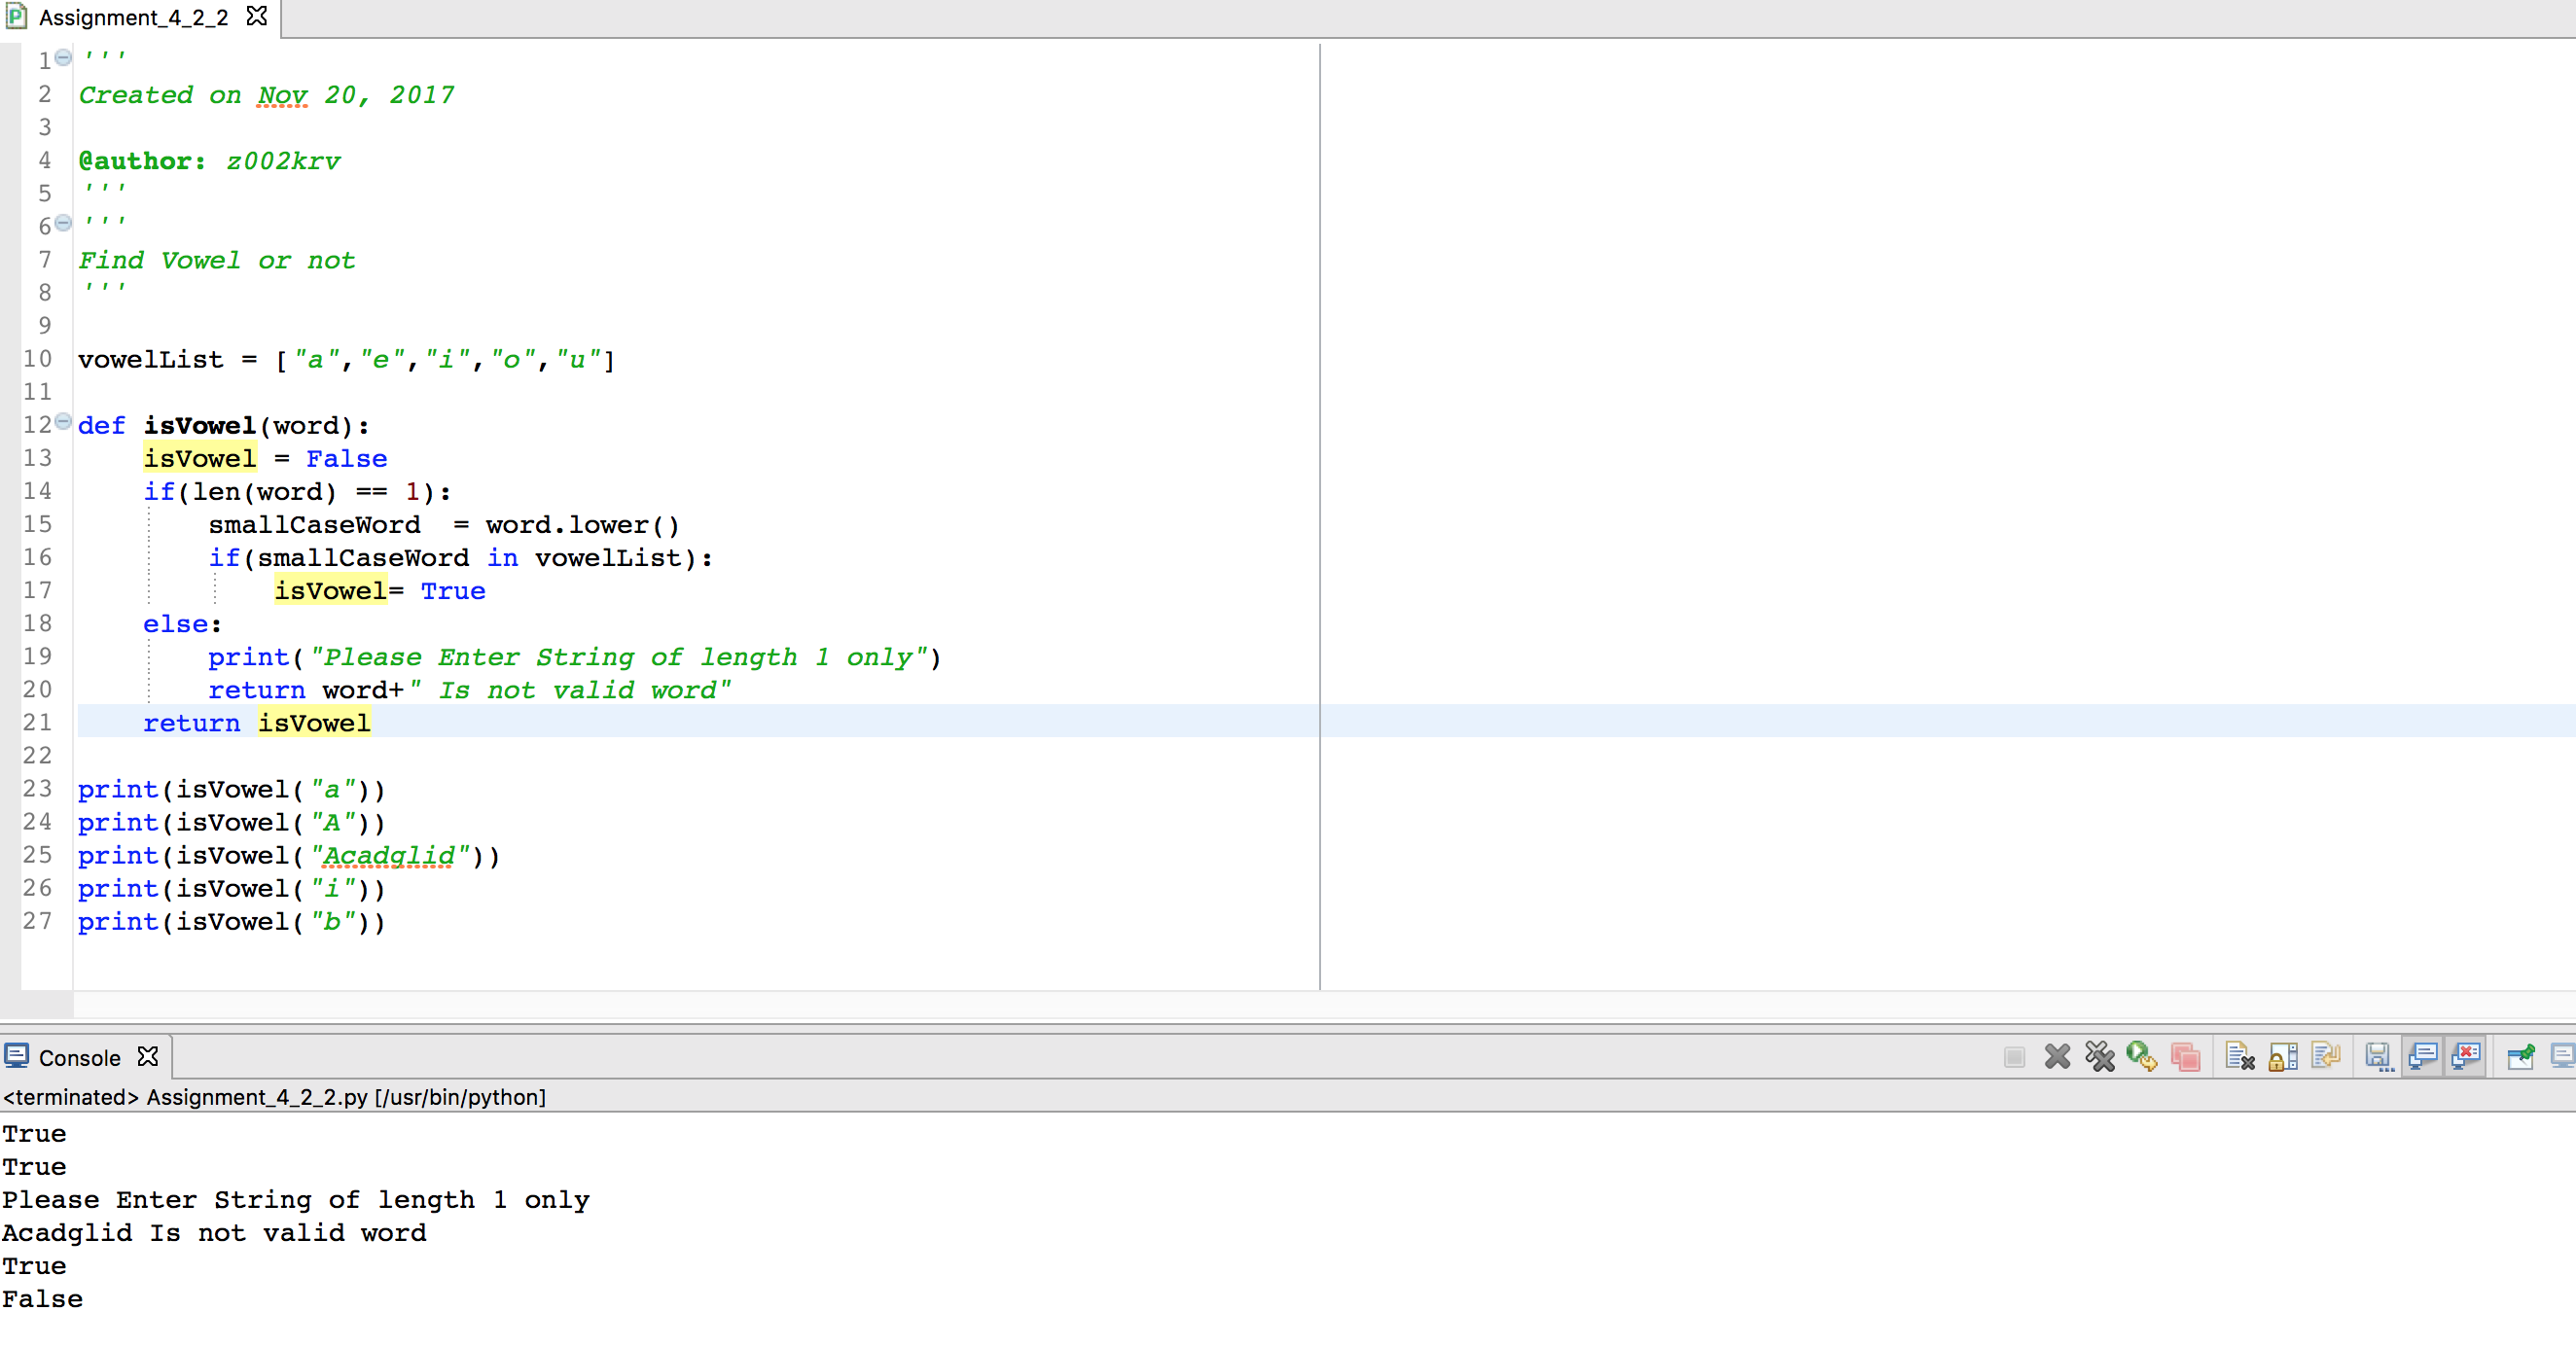 Assignment_4_2_2
1 '''
2 Created on Nov 20, 2017
3
4 @author: z002krv
5 '''
6 '''
7 Find Vowel or not
8 '''
9
10 vowelList = ["a","e","i","o","u"]
11
12 def isVowel(word):
13     isVowel = False
14     if(len(word) == 1):
15         smallCaseWord  = word.lower()
16         if(smallCaseWord in vowelList):
17             isVowel= True
18     else:
19         print("Please Enter String of length 1 only")
20         return word+" Is not valid word"
21     return isVowel
22
23 print(isVowel("a"))
24 print(isVowel("A"))
25 print(isVowel("Acadglid"))
26 print(isVowel("i"))
27 print(isVowel("b"))
Console
<terminated> Assignment_4_2_2.py [/usr/bin/python]
True
True
Please Enter String of length 1 only
Acadglid Is not valid word
True
False